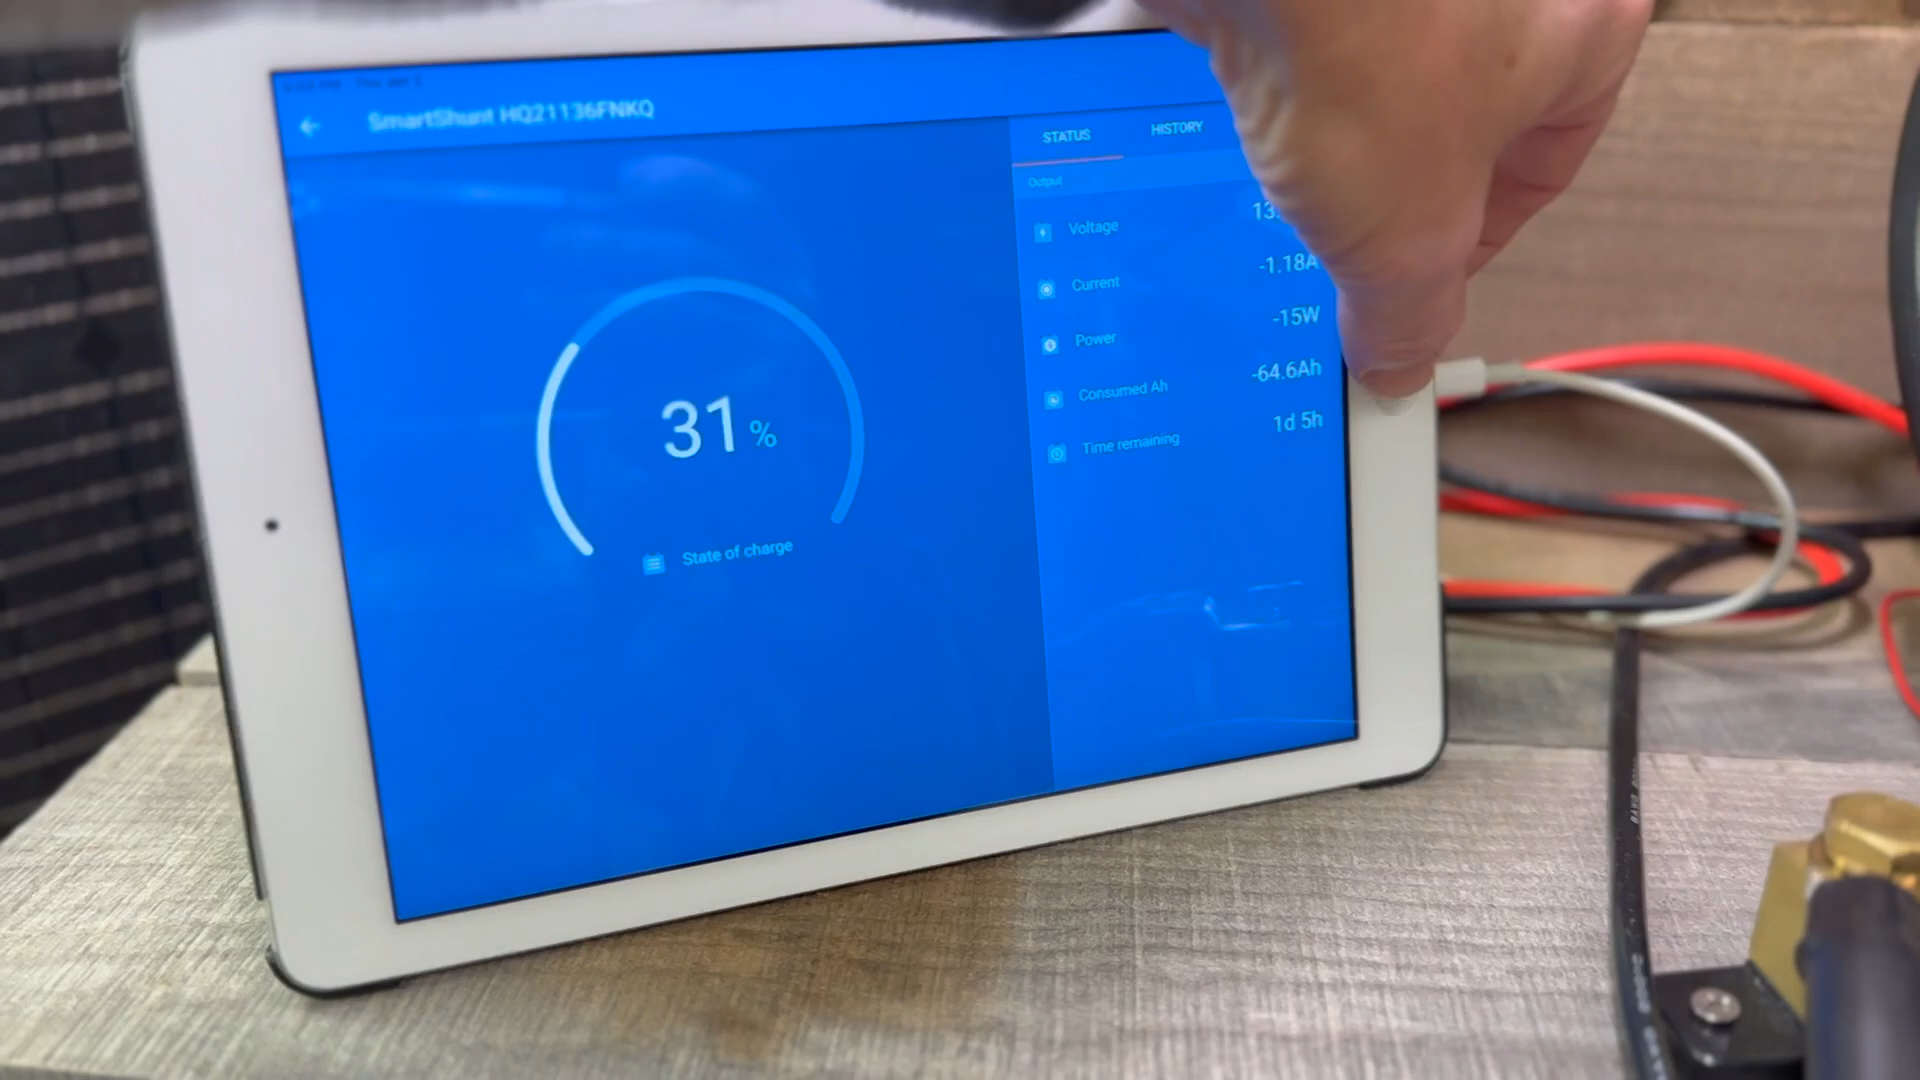 SmartShunt HQ21136FNKQ
STATUS HISTORY
Output
Voltage 13.
Current -1.18A
Power -15W
Consumed Ah -64.6Ah
Time remaining 1d 5h
31%
State of charge